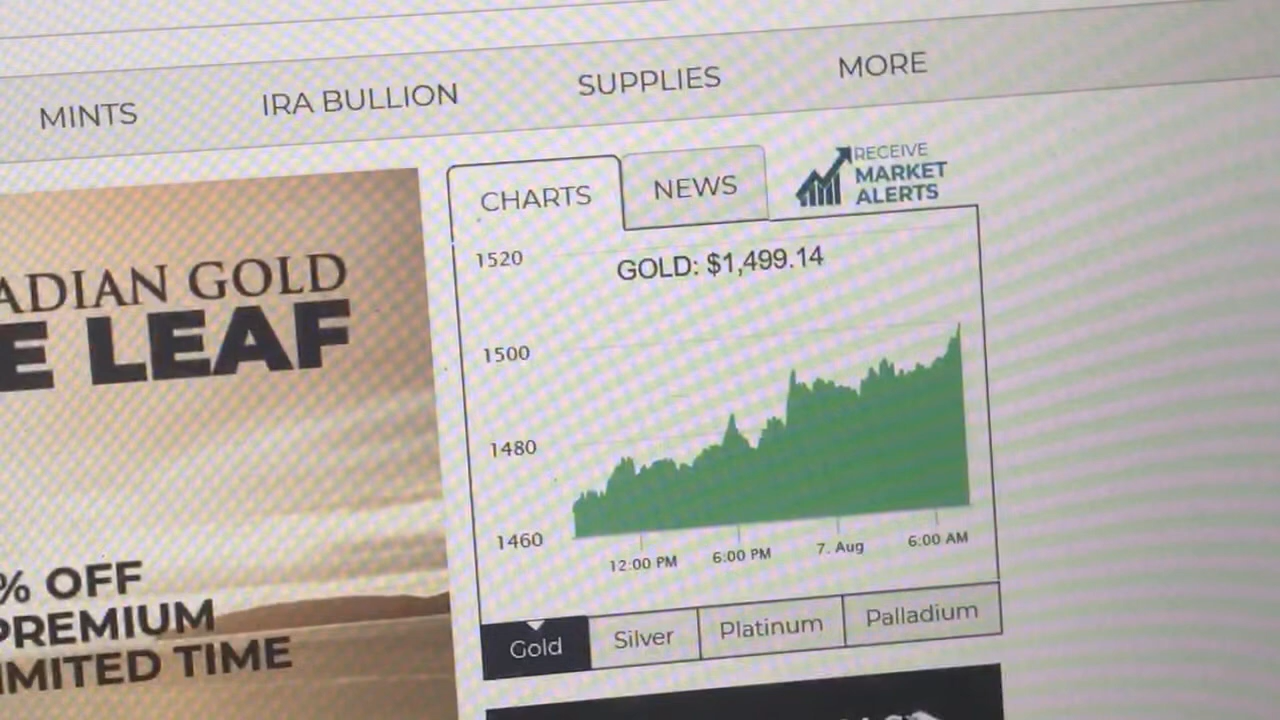 MINTS IRA BULLION SUPPLIES MORE
CHARTS NEWS
RECEIVE
MARKET
ALERTS
ADIAN GOLD
E LEAF
% OFF
PREMIUM
IMITED TIME
GOLD: $1,499.14
1520
1500
1480
1460
12:00 PM 6:00 PM 7. Aug 6:00 AM
Gold Silver Platinum Palladium